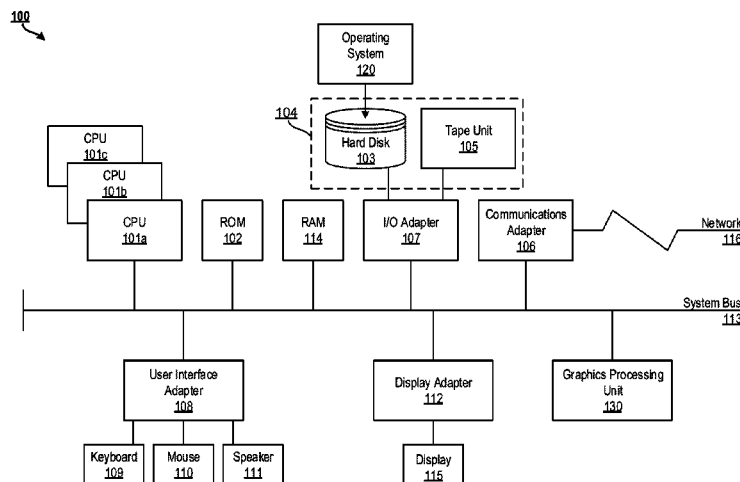 100
Operating
System
120
104
Hard Disk
103
Tape Unit
105
CPU
101c
CPU
101b
CPU
101a
ROM
102
RAM
114
I/O Adapter
107
Communications
Adapter
106
Network
116
System Bus
113
User Interface
Adapter
108
Display Adapter
112
Graphics Processing
Unit
130
Keyboard
109
Mouse
110
Speaker
111
Display
115